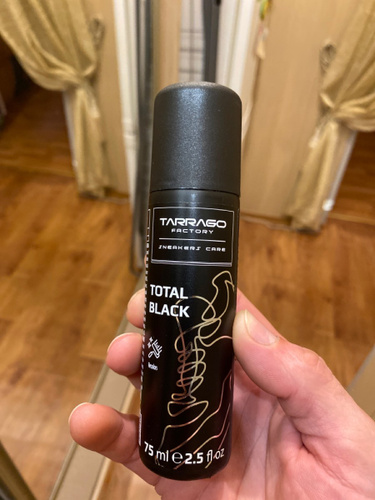 TARRAGO
FACTORY
SNEAKERS CARE
TOTAL
BLACK
75 ml e 2.5 fl·oz